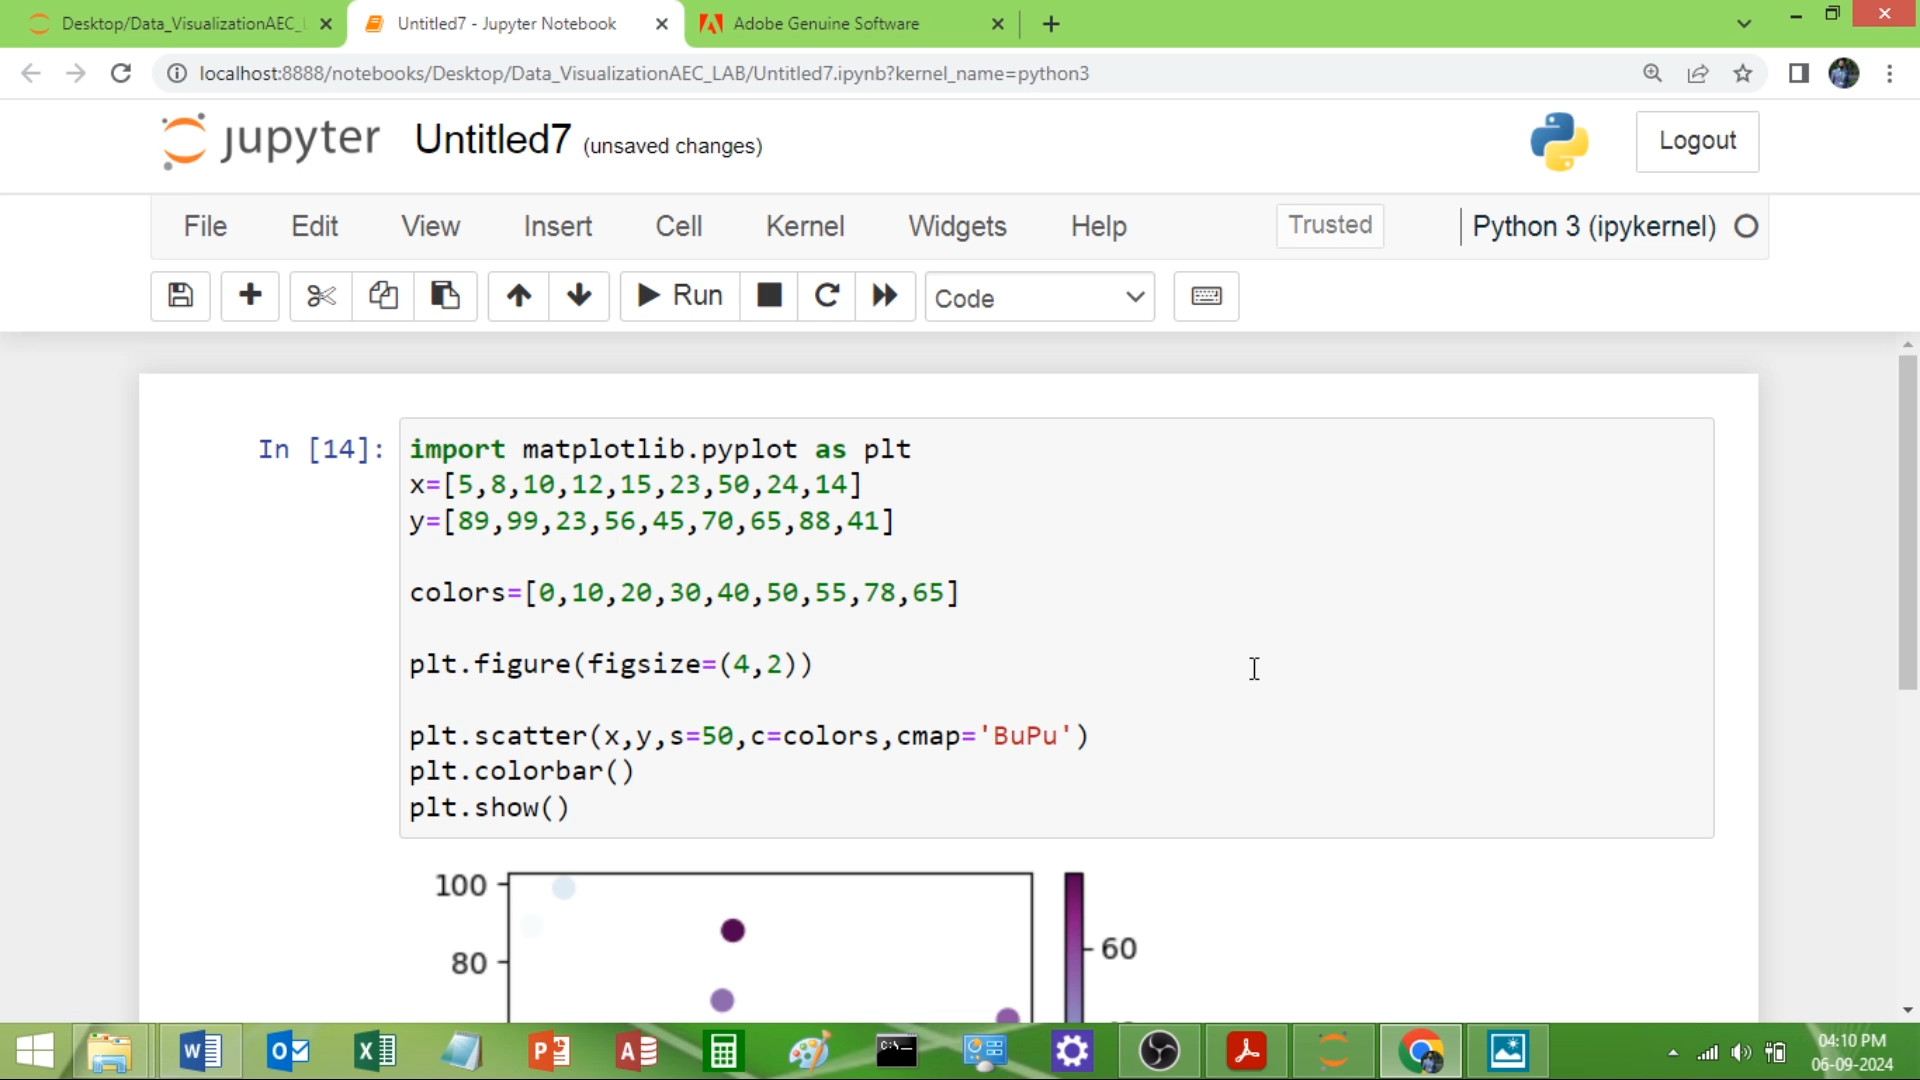 Desktop/Data_VisualizationAEC_L
Untitled7 - Jupyter Notebook
Adobe Genuine Software
localhost:8888/notebooks/Desktop/Data_VisualizationAEC_LAB/Untitled7.ipynb?kernel_name=python3
jupyter Untitled7 (unsaved changes)
Logout
File Edit View Insert Cell Kernel Widgets Help Trusted Python 3 (ipykernel)
Run Code
In [14]: import matplotlib.pyplot as plt
x=[5,8,10,12,15,23,50,24,14]
y=[89,99,23,56,45,70,65,88,41]
colors=[0,10,20,30,40,50,55,78,65]
plt.figure(figsize=(4,2))
plt.scatter(x,y,s=50,c=colors,cmap='BuPu')
plt.colorbar()
plt.show()
100
80
60
04:10 PM
06-09-2024